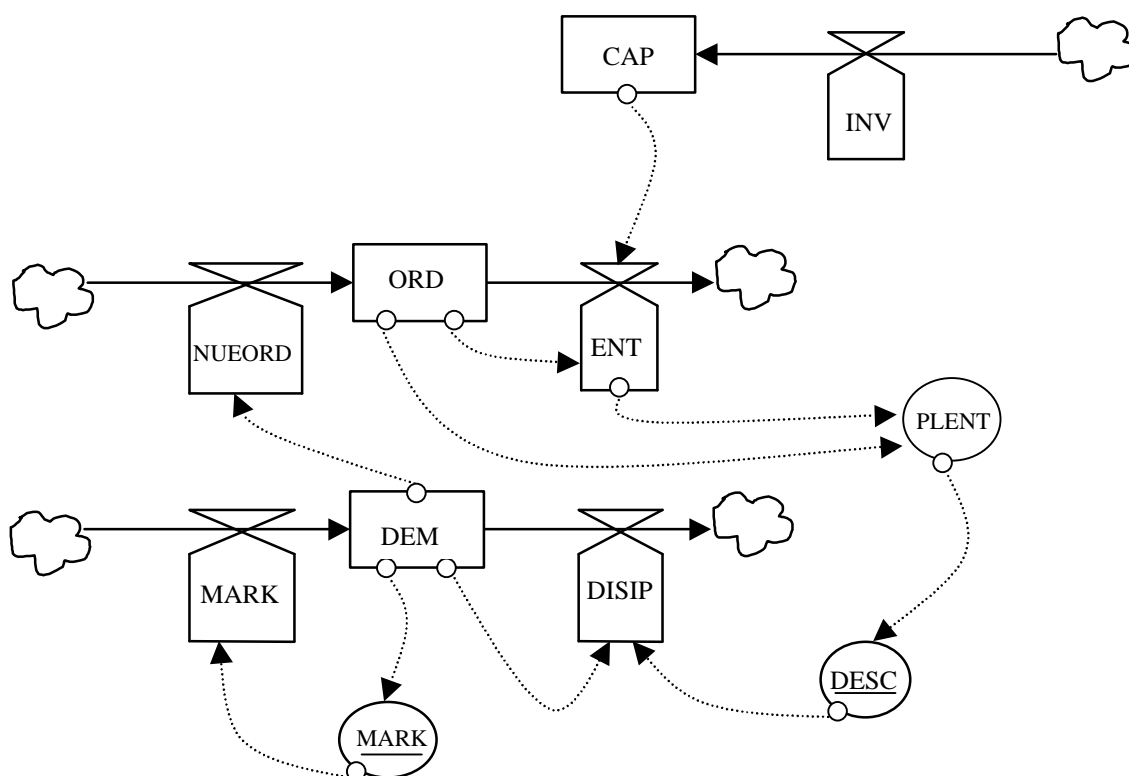 CAP
INV
ORD
NUEORD
ENT
PLENT
DEM
MARK
DISIP
DESC
MARK